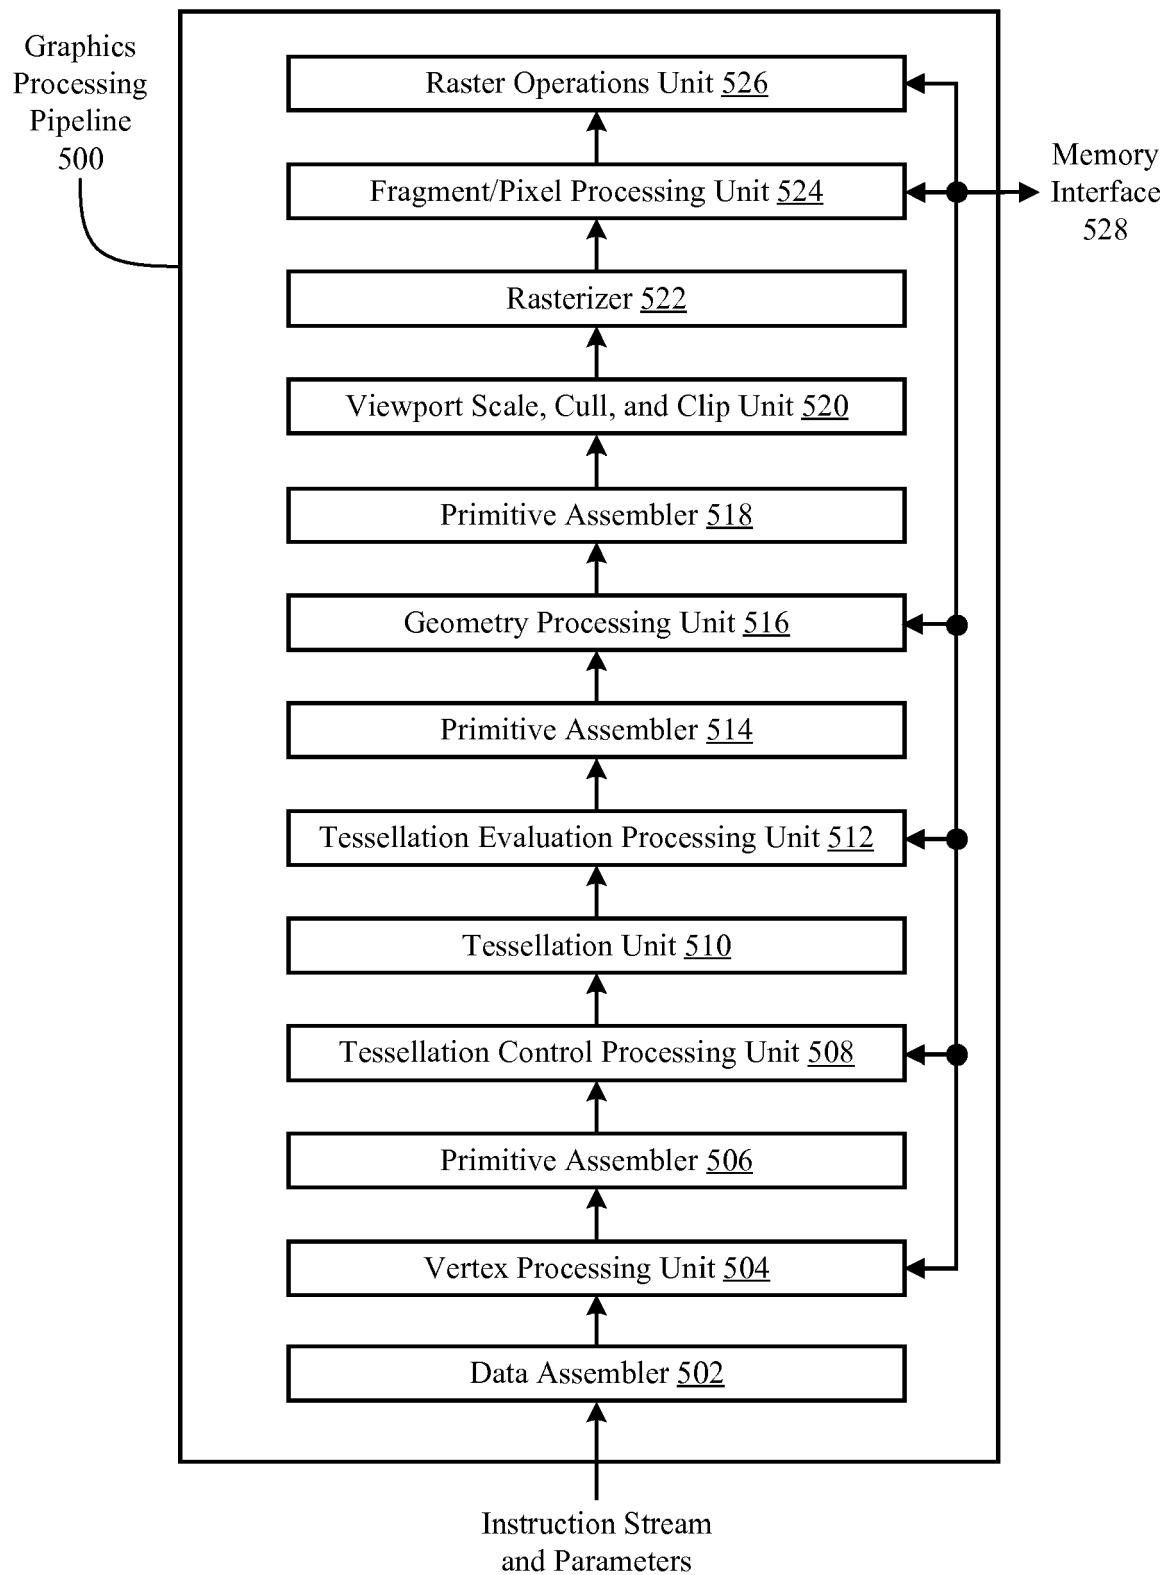 Graphics
Processing
Pipeline
500
Raster Operations Unit 526
Fragment/Pixel Processing Unit 524
Memory
Interface
528
Rasterizer 522
Viewport Scale, Cull, and Clip Unit 520
Primitive Assembler 518
Geometry Processing Unit 516
Primitive Assembler 514
Tessellation Evaluation Processing Unit 512
Tessellation Unit 510
Tessellation Control Processing Unit 508
Primitive Assembler 506
Vertex Processing Unit 504
Data Assembler 502
Instruction Stream
and Parameters